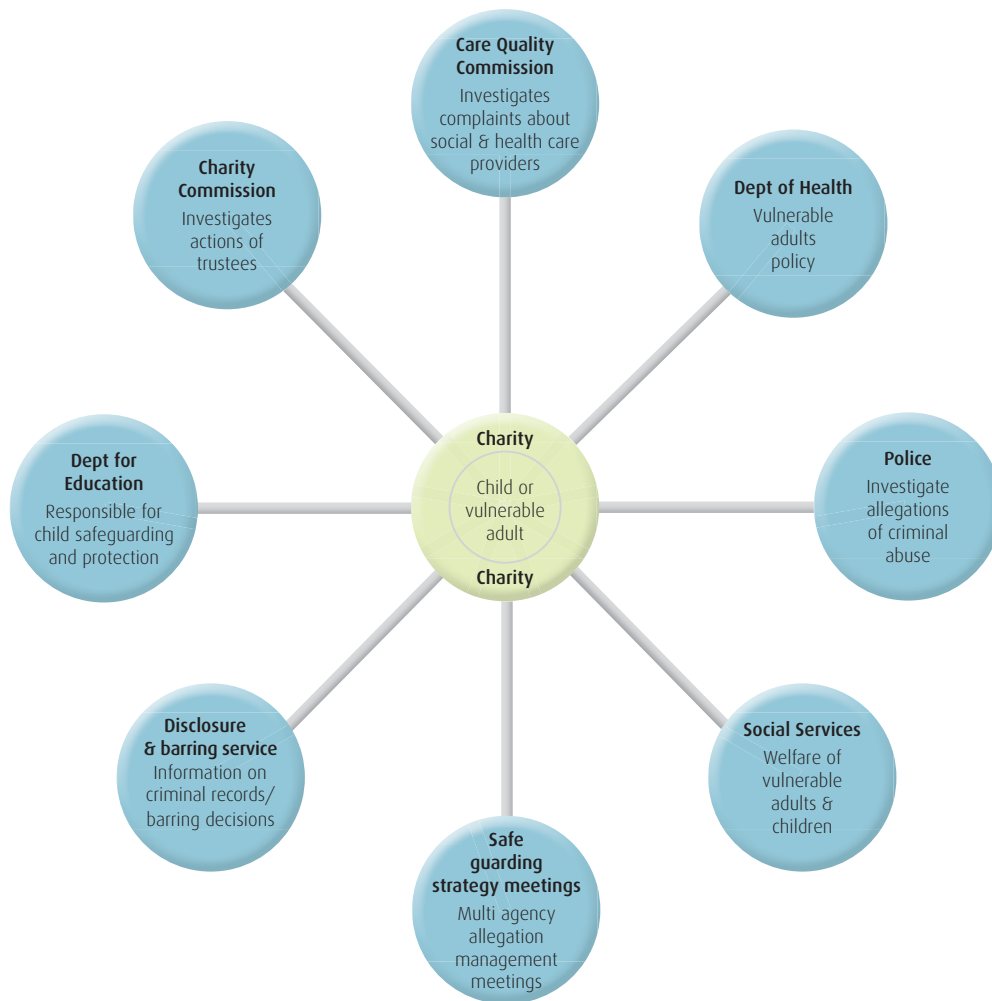 Care Quality
Commission
Investigates
complaints about
social & health care
providers
Charity
Commission
Investigates
actions of
trustees
Dept of Health
Vulnerable
adults
policy
Dept for
Education
Responsible for
child safeguarding
and protection
Charity
Child or
vulnerable
adult
Charity
Police
Investigate
allegations
of criminal
abuse
Disclosure
& barring service
Information on
criminal records/
barring decisions
Social Services
Welfare of
vulnerable
adults &
children
Safe
guarding
strategy meetings
Multi agency
allegation
management
meetings